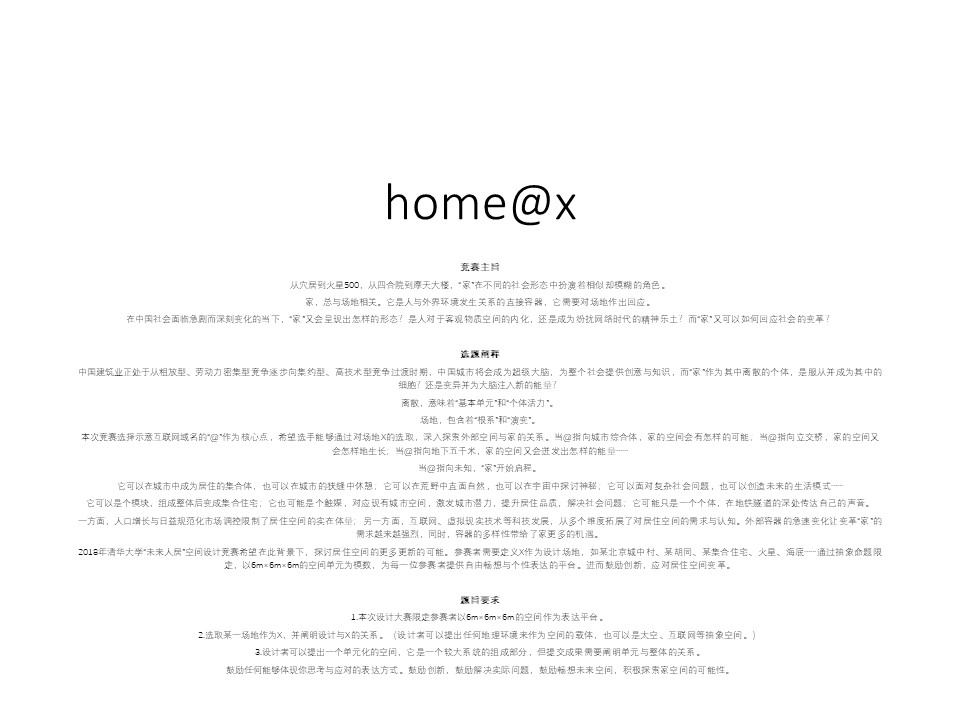 home@x
竞赛主旨
从穴居到火星500，从四合院到摩天大楼，“家”在不同的社会形态中扮演着相似却模糊的角色。
家，总与场地相关。它是人与外界环境发生关系的直接容器，它需要对场地作出回应。
在中国社会面临急剧而深刻变化的当下，“家”又会呈现出怎样的形态？是人对于客观物质空间的内化，还是成为纷扰网络时代的精神乐土？而“家”又可以如何回应社会的变革？
选题阐释
中国建筑业正处于从粗放型、劳动力密集型竞争逐步向集约型、高技术型竞争过渡时期，中国城市将会成为超级大脑，为整个社会提供创意与知识，而“家”作为其中离散的个体，是服从并成为其中的
细胞？还是变异并为大脑注入新的能量？
离散，意味着“基本单元”和“个体活力”。
场地，包含着“根系”和“演变”。
本次竞赛选择示意互联网域名的“@”作为核心点，希望选手能够通过对场地X的选取，深入探索外部空间与家的关系。当@指向城市综合体，家的空间会有怎样的可能，当@指向立交桥，家的空间又
会怎样地生长；当@指向地下五千米，家的空间又会迸发出怎样的能量……
当@指向未知，“家”开始启程。
它可以在城市中成为居住的集合体，也可以在城市的狭缝中休憩；它可以在荒野中直面自然，也可以在宇宙中探讨神秘；它可以面对复杂社会问题，也可以创造未来的生活模式……
它可以是个模块，组成整体后变成集合住宅；它也可能是个触媒，对应现有城市空间，激发城市潜力，提升居住品质，解决社会问题；它可能只是一个个体，在地铁隧道的深处传达自己的声音。
一方面，人口增长与日益规范化市场调控限制了居住空间的实在体量；另一方面，互联网、虚拟现实技术等科技发展，从多个维度拓展了对居住空间的需求与认知。外部容器的急速变化让变革“家”的
需求越来越强烈，同时，容器的多样性带给了家更多的机遇。
2018年清华大学“未来人居”空间设计竞赛希望在此背景下，探讨居住空间的更多更新的可能。参赛者需要定义X作为设计场地，如某北京城中村、某胡同、某集合住宅、火星、海底……通过抽象命题限
定，以6m×6m×6m的空间单元为模数，为每一位参赛者提供自由畅想与个性表达的平台。进而鼓励创新，应对居住空间变革。
题旨要求
1.本次设计大赛限定参赛者以6m×6m×6m的空间作为表达平台。
2.选取某一场地作为X，并阐明设计与X的关系。（设计者可以提出任何地理环境来作为空间的载体，也可以是太空、互联网等抽象空间。）
3.设计者可以提出一个单元化的空间，它是一个较大系统的组成部分，但提交成果需要阐明单元与整体的关系。
鼓励任何能够体现你思考与应对的表达方式。鼓励创新，鼓励解决实际问题，鼓励畅想未来空间，积极探索家空间的可能性。